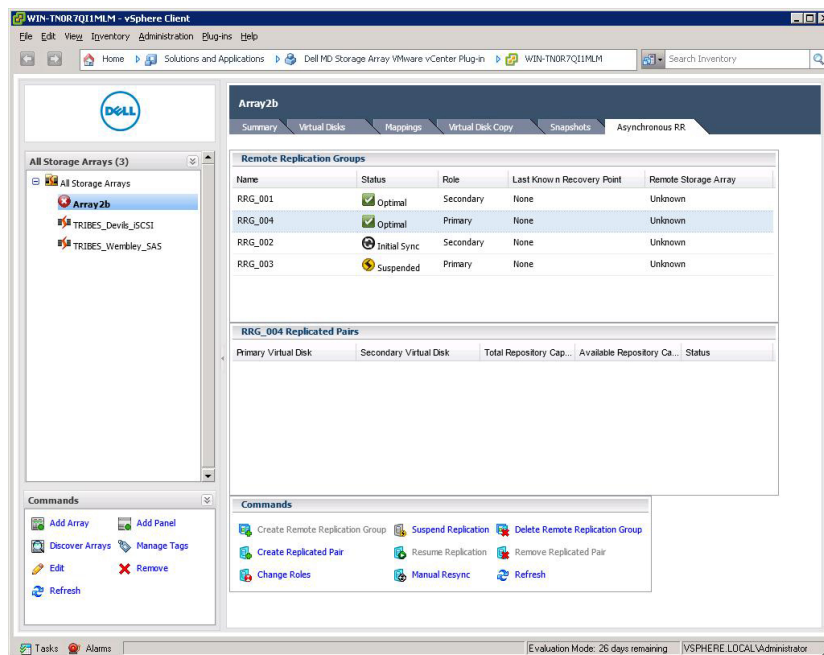 WIN-TN0R7QI1MLM - vSphere Client
File Edit View Inventory Administration Plug-ins Help
Home Solutions and Applications Dell MD Storage Array VMware vCenter Plug-in WIN-TN0R7QI1MLM Search Inventory
DELL
Array2b
Summary Virtual Disks Mappings Virtual Disk Copy Snapshots Asynchronous RR
All Storage Arrays (3)
All Storage Arrays
Array2b
TRIBES_Devils_iSCSI
TRIBES_Wembley_SAS
Remote Replication Groups
Name Status Role Last Known Recovery Point Remote Storage Array
RRG_001 Optimal Secondary None Unknown
RRG_004 Optimal Primary None Unknown
RRG_002 Initial Sync Secondary None Unknown
RRG_003 Suspended Primary None Unknown
RRG_004 Replicated Pairs
Primary Virtual Disk Secondary Virtual Disk Total Repository Cap... Available Repository Ca... Status
Commands
Add Array Add Panel
Discover Arrays Manage Tags
Edit Remove
Refresh
Commands
Create Remote Replication Group Suspend Replication Delete Remote Replication Group
Create Replicated Pair Resume Replication Remove Replicated Pair
Change Roles Manual Resync Refresh
Tasks Alarms Evaluation Mode: 26 days remaining VSPHERE.LOCAL\Administrator